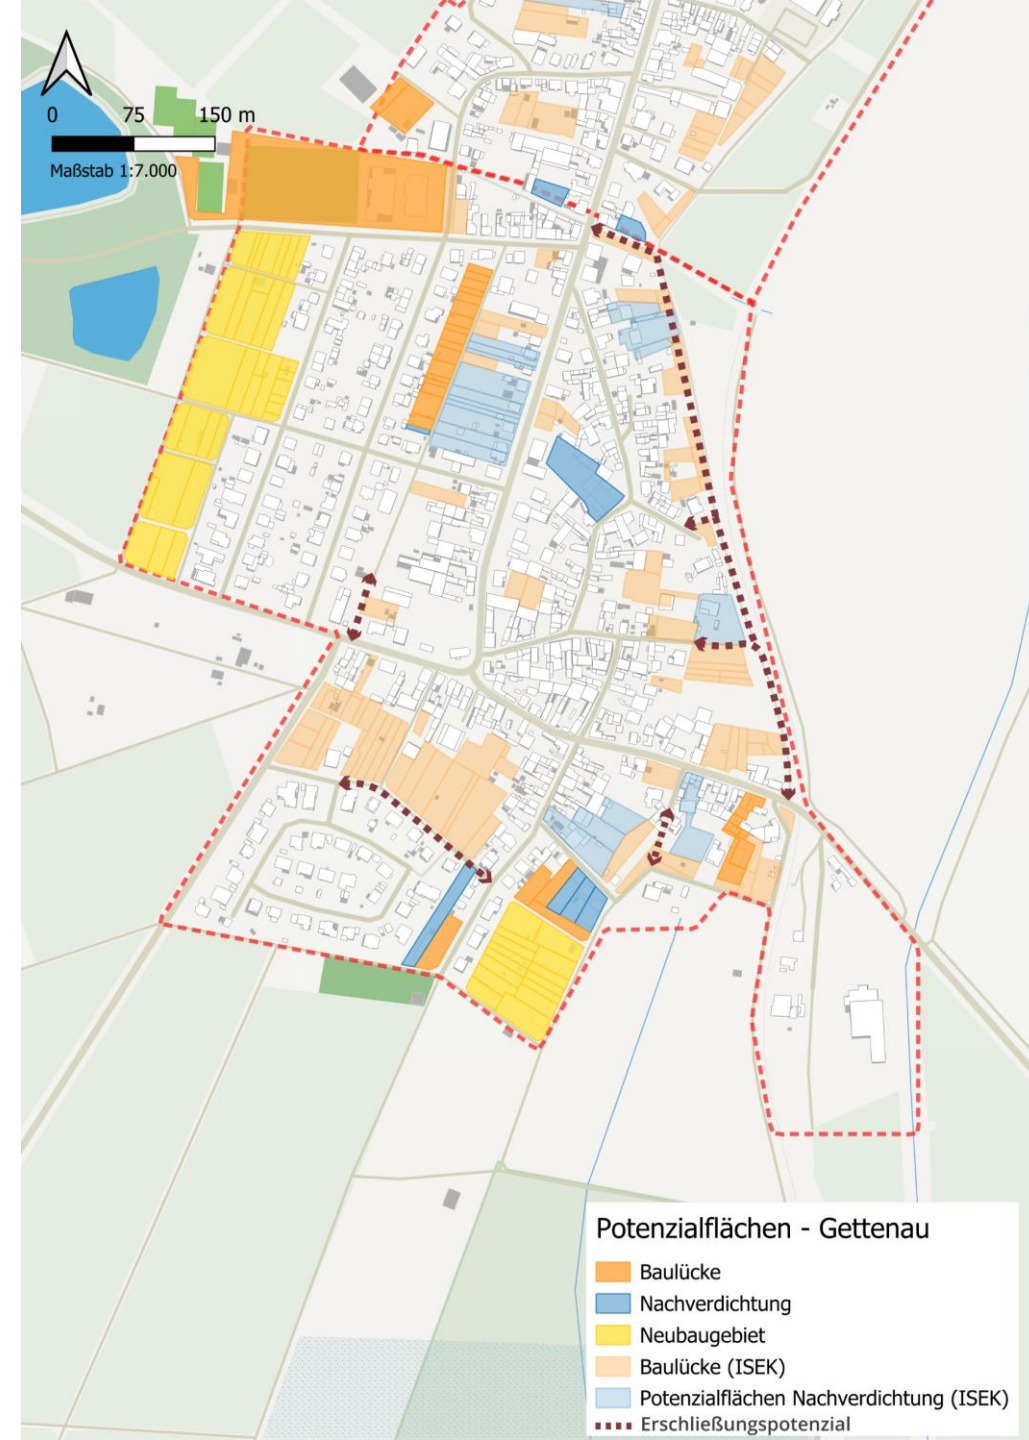 0 75 150 m
Maßstab 1:7.000
Potenzialflächen - Gettenau
Baulücke
Nachverdichtung
Neubaugebiet
Baulücke (ISEK)
Potenzialflächen Nachverdichtung (ISEK)
Erschließungspotenzial